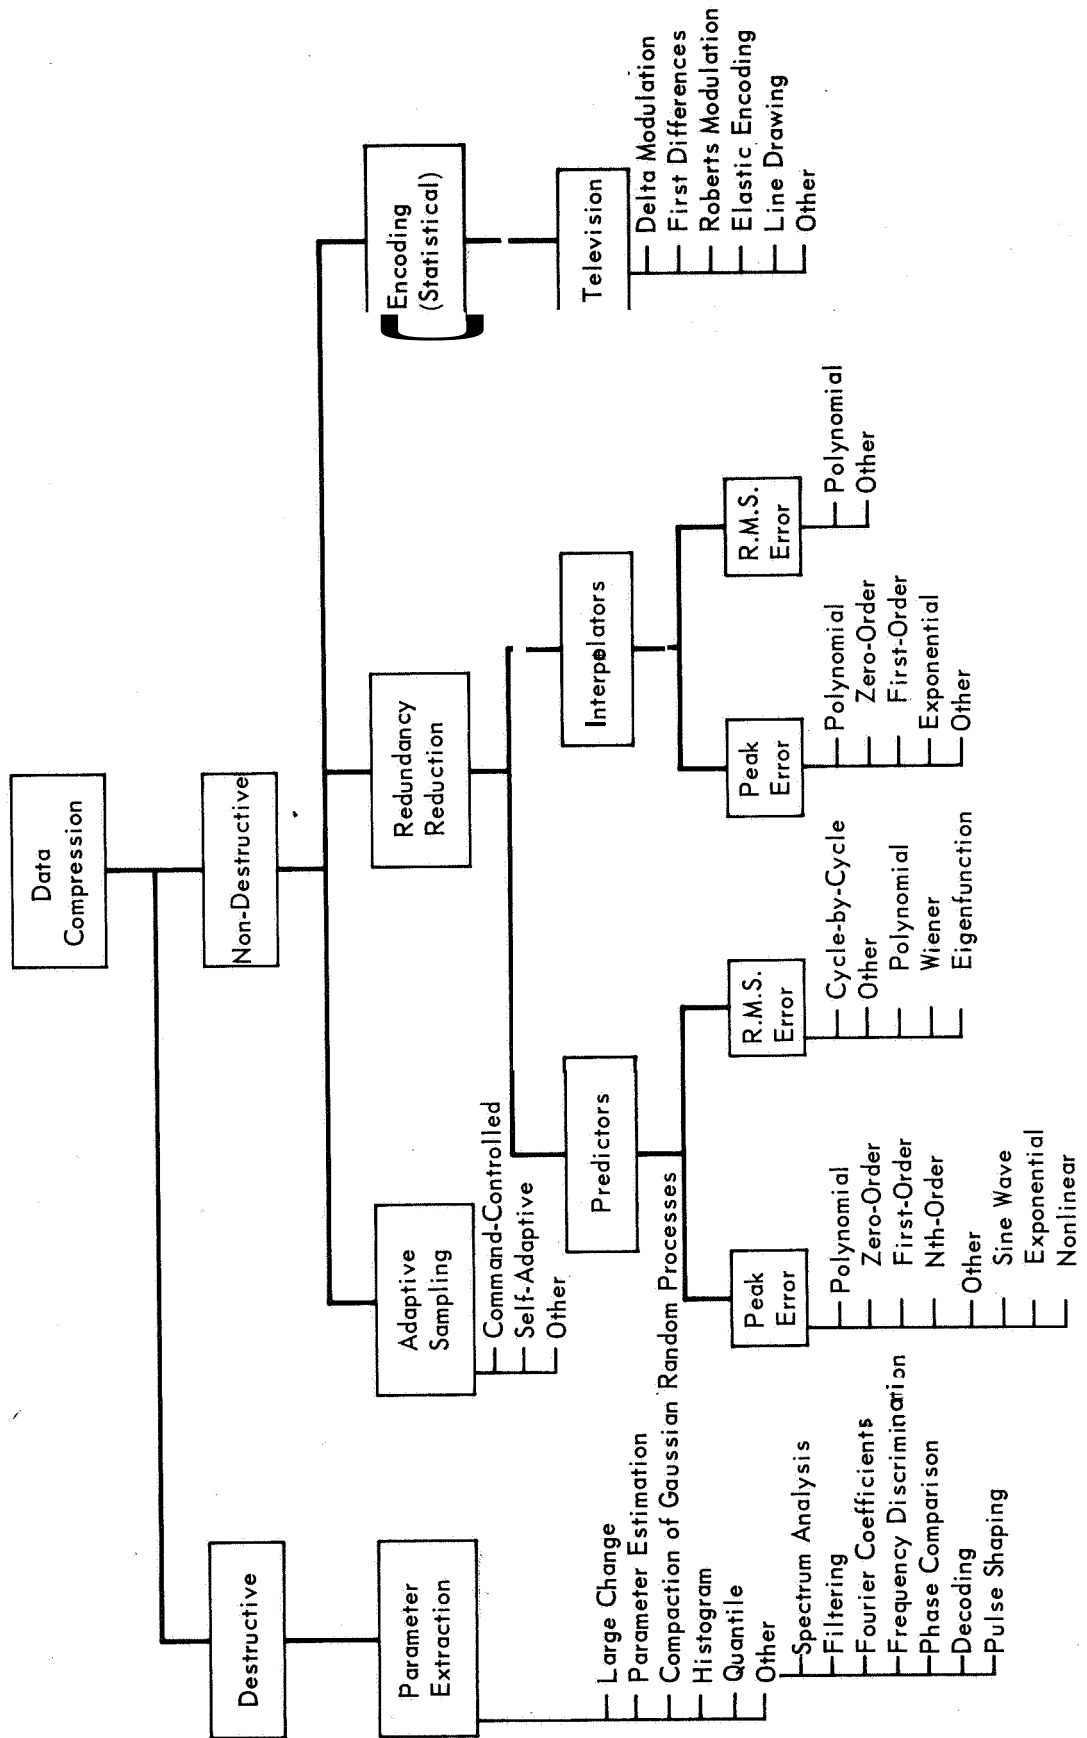 Data
Compression
Destructive
Non-Destructive
Parameter
Extraction
Large Change
Parameter Estimation
Compaction of Gaussian Random Processes
Histogram
Quantile
Other
Spectrum Analysis
Filtering
Fourier Coefficients
Frequency Discrimination
Phase Comparison
Decoding
Pulse Shaping
Adaptive
Sampling
Command-Controlled
Self-Adaptive
Other
Redundancy
Reduction
Predictors
Peak
Error
Polynomial
Zero-Order
First-Order
Nth-Order
Other
Sine Wave
Exponential
Nonlinear
R.M.S.
Error
Cycle-by-Cycle
Other
Polynomial
Wiener
Eigenfunction
Interpolators
Peak
Error
Polynomial
Zero-Order
First-Order
Exponential
Other
R.M.S.
Error
Polynomial
Other
Encoding
(Statistical)
Television
Delta Modulation
First Differences
Roberts Modulation
Elastic Encoding
Line Drawing
Other